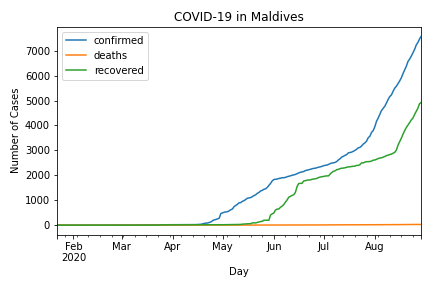 COVID-19 in Maldives
confirmed
deaths
recovered
Number of Cases
7000
6000
5000
4000
3000
2000
1000
0
Feb Mar Apr May Jun Jul Aug
2020
Day